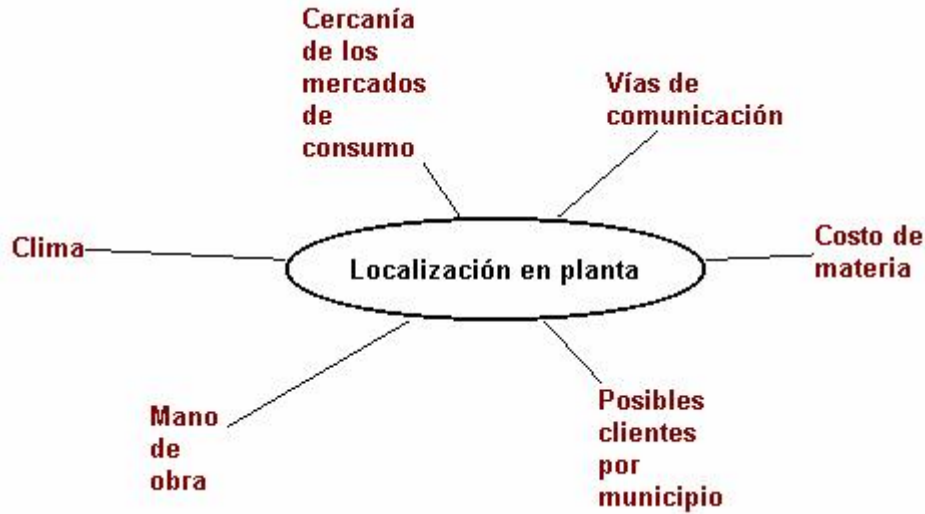 Cercanía
de los
mercados
de
consumo
Vías de
comunicación
Clima
Localización en planta
Costo de
materia
Mano
de
obra
Posibles
clientes
por
municipio